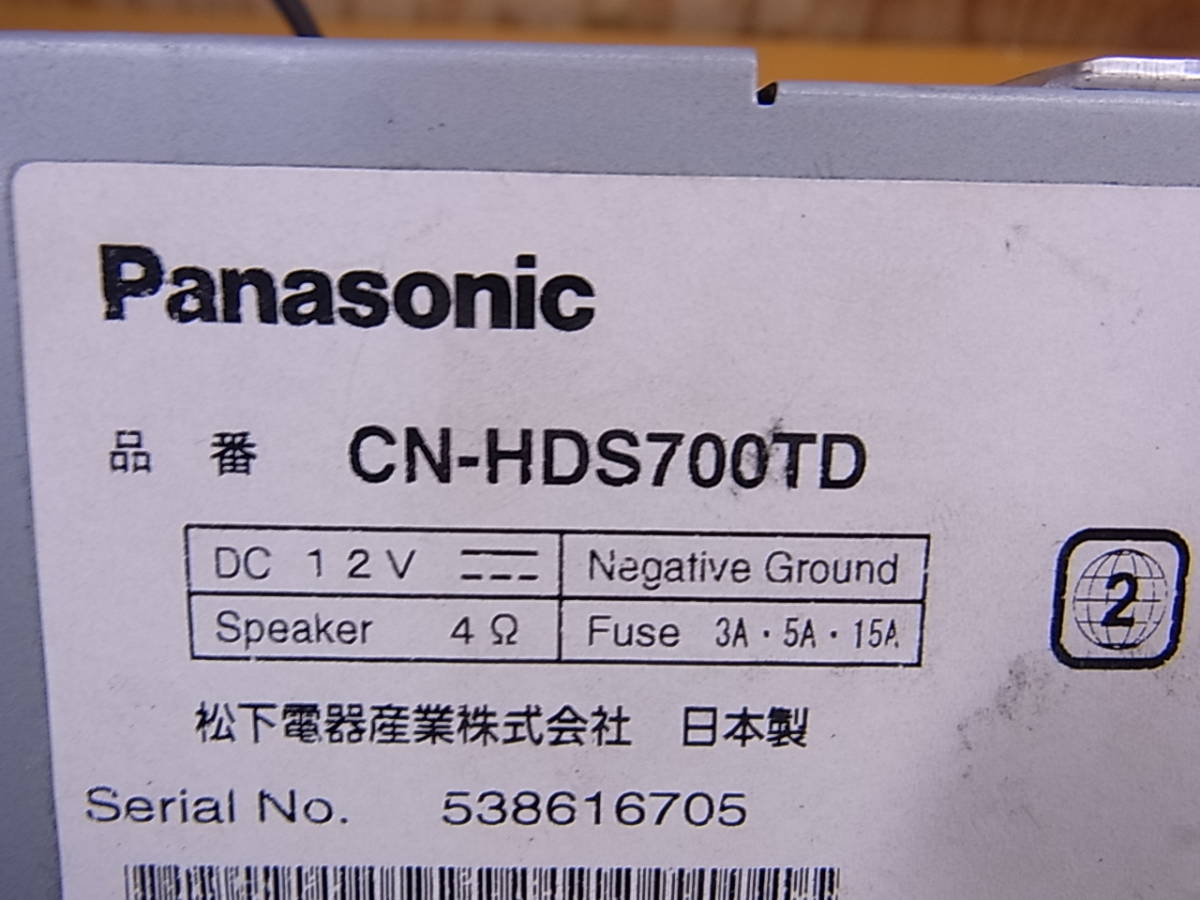 Panasonic
品番 CN-HDS700TD
DC 12V Negative Ground
Speaker 4Ω Fuse 3A・5A・15A
2
松下電器産業株式会社 日本製
Serial No. 538616705